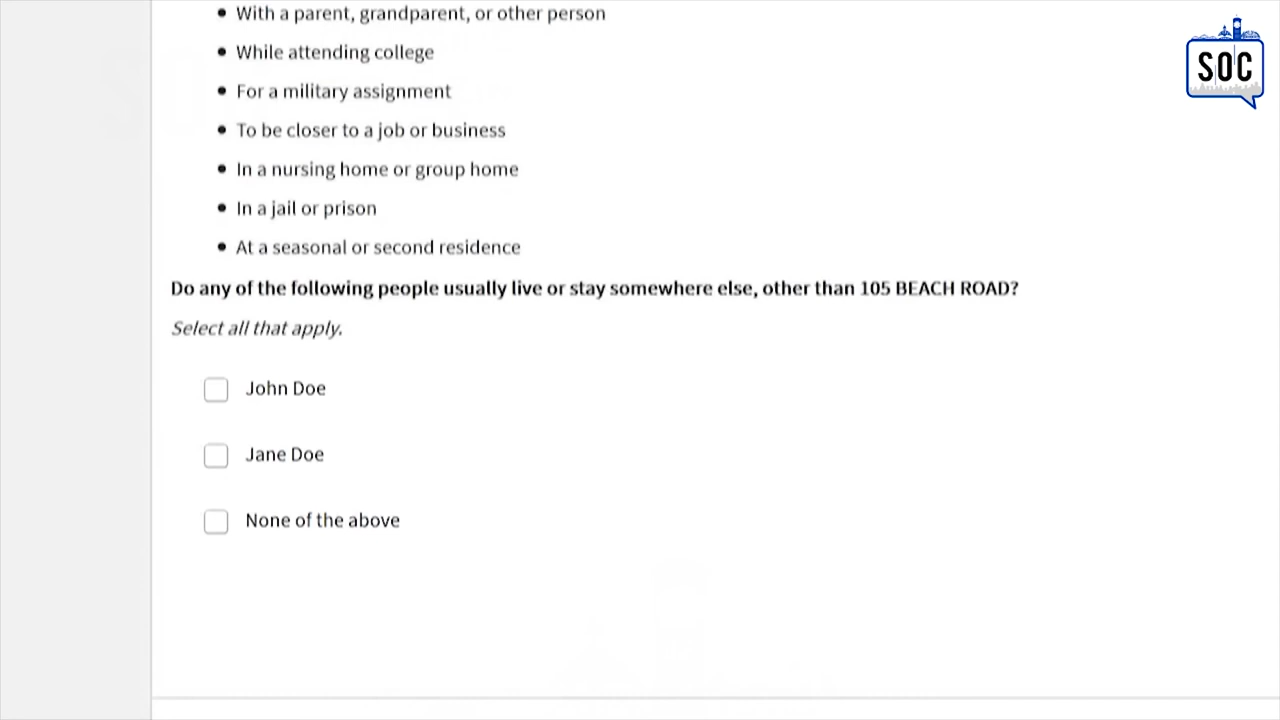 • With a parent, grandparent, or other person
• While attending college
SOC
• For a military assignment
• To be closer to a job or business
• In a nursing home or group home
• In a jail or prison
• At a seasonal or second residence
Do any of the following people usually live or stay somewhere else, other than 105 BEACH ROAD?
Select all that apply.
John Doe
Jane Doe
None of the above